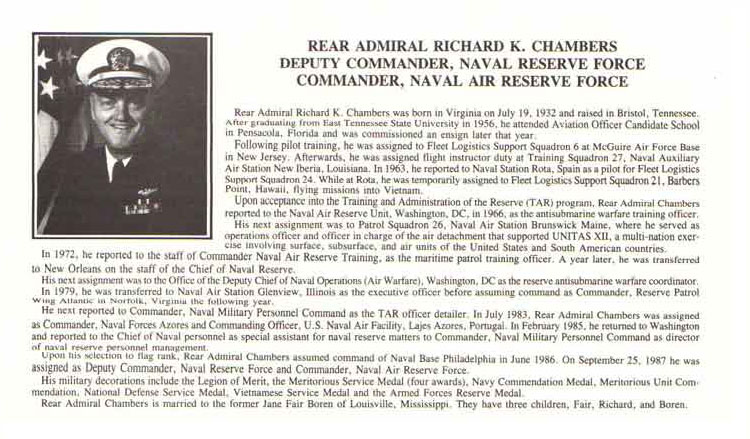 REAR ADMIRAL RICHARD K. CHAMBERS
DEPUTY COMMANDER, NAVAL RESERVE FORCE
COMMANDER, NAVAL AIR RESERVE FORCE
Rear Admiral Richard K. Chambers was born in Virginia on July 19, 1932 and raised in Bristol, Tennessee.
After graduating from East Tennessee State University in 1956, he attended Aviation Officer Candidate School
in Pensacola, Florida and was commissioned an ensign later that year.
Following pilot training, he was assigned to Fleet Logistics Support Squadron 6 at McGuire Air Force Base
in New Jersey. Afterwards, he was assigned flight instructor duty at Training Squadron 27, Naval Auxiliary
Air Station New Iberia, Louisiana. In 1963, he reported to Naval Station Rota, Spain as a pilot for Fleet Logistics
Support Squadron 24. While at Rota, he was temporarily assigned to Fleet Logistics Support Squadron 21, Barbers
Point, Hawaii, flying missions into Vietnam.
Upon acceptance into the Training and Administration of the Reserve (TAR) program, Rear Admiral Chambers
reported to the Naval Air Reserve Unit, Washington, DC, in 1966, as the antisubmarine warfare training officer.
His next assignment was to Patrol Squadron 26, Naval Air Station Brunswick Maine, where he served as
operations officer and officer in charge of the air detachment that supported UNITAS XII, a multi-nation exer-
cise involving surface, subsurface, and air units of the United States and South American countries.
In 1972, he reported to the staff of Commander Naval Air Reserve Training, as the maritime patrol training officer. A year later, he was transferred
to New Orleans on the staff of the Chief of Naval Reserve.
His next assignment was to the Office of the Deputy Chief of Naval Operations (Air Warfare), Washington, DC as the reserve antisubmarine warfare coordinator.
In 1979, he was transferred to Naval Air Station Glenview, Illinois as the executive officer before assuming command as Commander, Reserve Patrol
Wing Atlantic in Norfolk, Virginia the following year.
He next reported to Commander, Naval Military Personnel Command as the TAR officer detailer. In July 1983, Rear Admiral Chambers was assigned
as Commander, Naval Forces Azores and Commanding Officer, U.S. Naval Air Facility, Lajes Azores, Portugal. In February 1985, he returned to Washington
and reported to the Chief of Naval personnel as special assistant for naval reserve matters to Commander, Naval Military Personnel Command as director
of naval reserve personnel management.
Upon his selection to flag rank, Rear Admiral Chambers assumed command of Naval Base Philadelphia in June 1986. On September 25, 1987 he was
assigned as Deputy Commander, Naval Reserve Force and Commander, Naval Air Reserve Force.
His military decorations include the Legion of Merit, the Meritorious Service Medal (four awards), Navy Commendation Medal, Meritorious Unit Com-
mendation, National Defense Service Medal, Vietnamese Service Medal and the Armed Forces Reserve Medal.
Rear Admiral Chambers is married to the former Jane Fair Boren of Louisville, Mississippi. They have three children, Fair, Richard, and Boren.